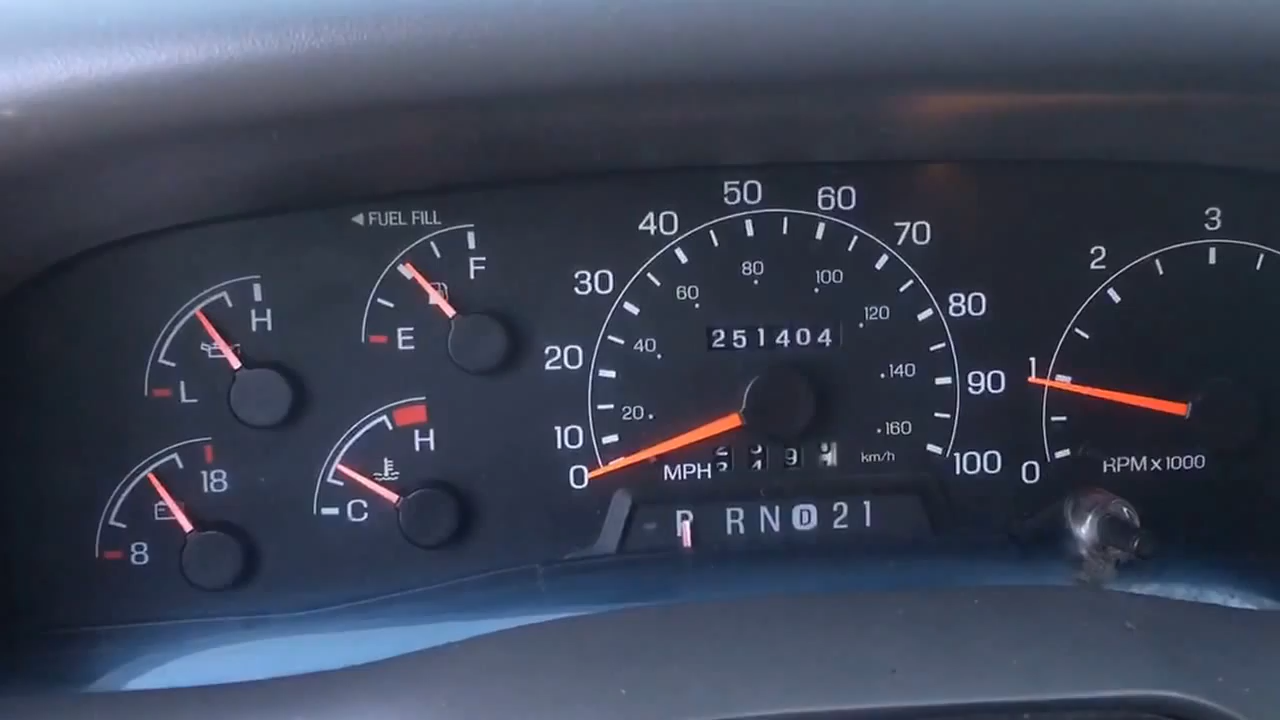 ◀ FUEL FILL
F
E
H
L
18
8
H
C
0
10
20
30
40
50
60
70
80
90
100
20
40
60
80
100
120
140
160
251404
MPH
km/h
P R N D 2 1
0
1
2
3
RPM x 1000